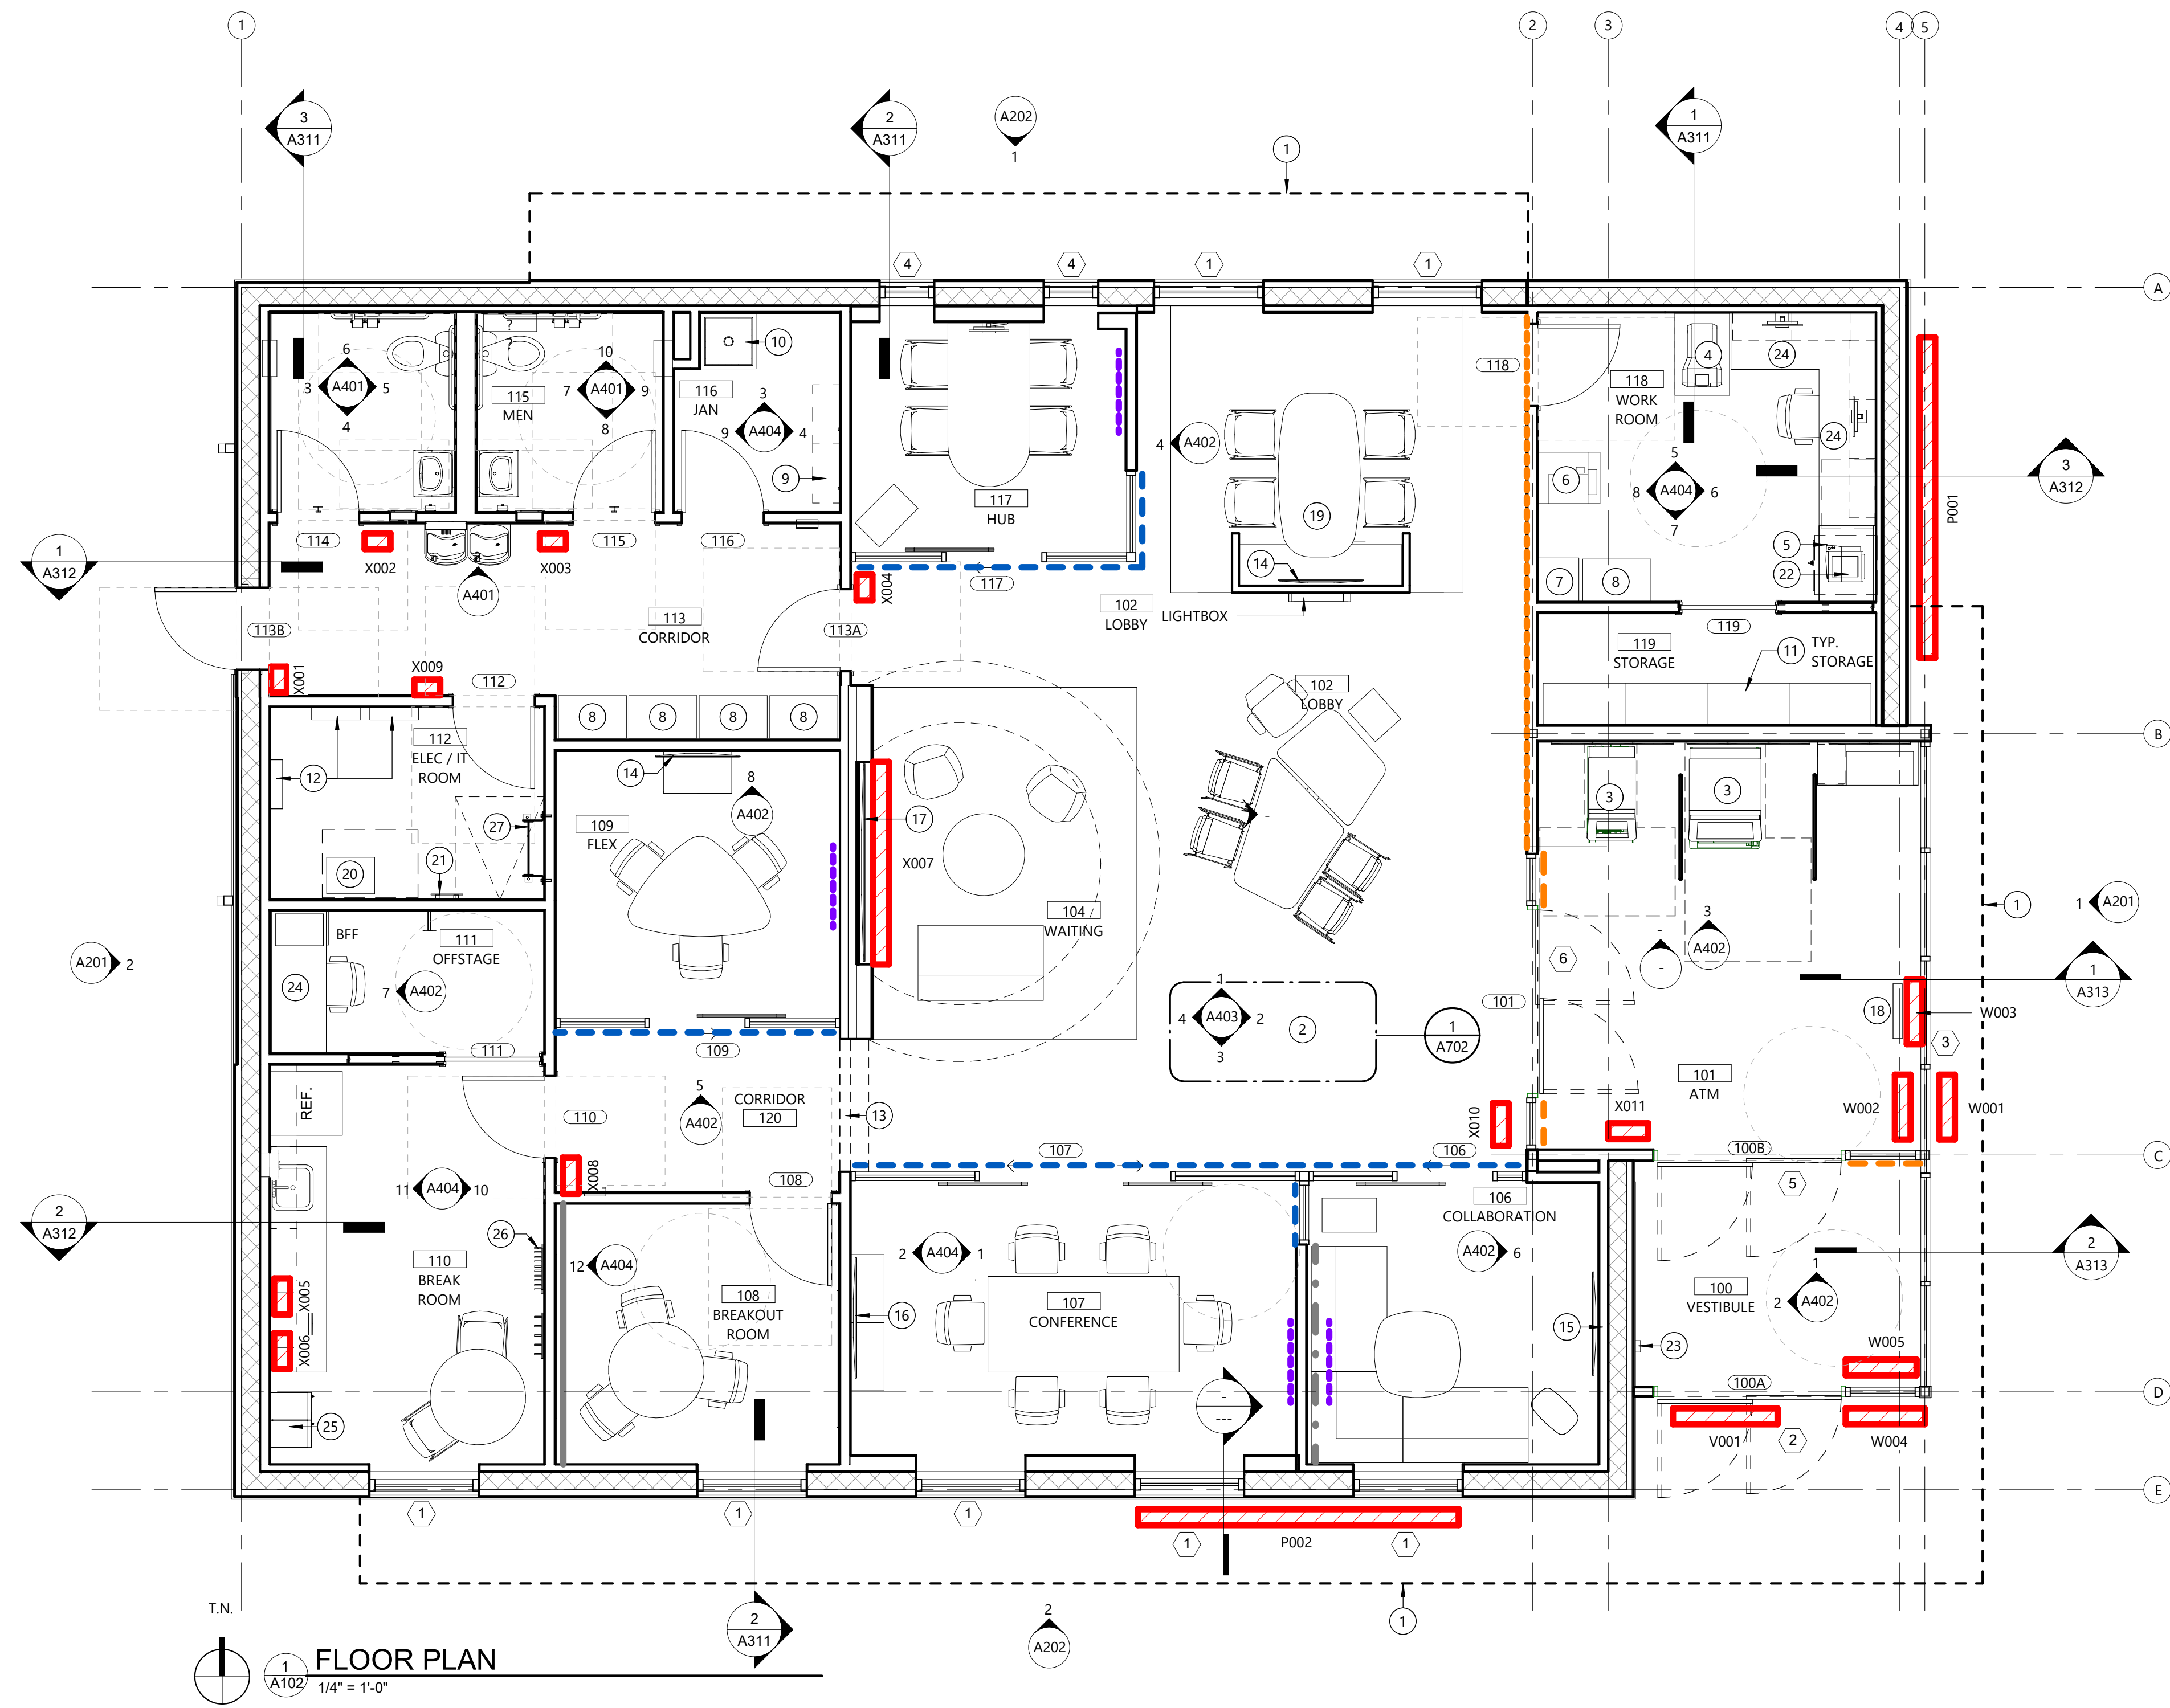 1
2
3
4
5
3
A311
2
A311
A202
1
1
1
A311
4
4
1
1
A
?
?
6
3
A401
5
4
10
7
A401
9
8
115
MEN
116
JAN
10
3
9
A404
4
9
117
HUB
4
A402
19
14
118
118
WORK
ROOM
4
24
24
6
5
8
A404
6
7
5
22
7
8
3
A312
P001
1
A312
114
X002
X003
115
116
A401
X004
117
113B
113
CORRIDOR
113A
102
LOBBY
LIGHTBOX
119
119
STORAGE
11
TYP.
STORAGE
X001
X009
112
8
8
8
8
102
LOBBY
B
112
ELEC / IT
ROOM
12
14
8
A402
17
-
3
3
109
FLEX
27
21
20
X007
104
WAITING
BFF
111
OFFSTAGE
24
7
A402
A201
2
3
A402
-
-
6
1
A201
1
1
A313
1
4
A403
2
3
2
1
A702
101
18
W003
3
111
109
REF.
110
5
A402
CORRIDOR
120
13
101
ATM
X010
X011
W002
W001
107
106
100B
C
X008
108
11
A404
10
5
106
COLLABORATION
2
A312
26
110
BREAK
ROOM
12
A404
108
BREAKOUT
ROOM
2
A404
1
107
CONFERENCE
A402
6
100
VESTIBULE
1
2
A402
2
A313
X005
X006
16
15
23
W005
100A
D
25
-
---
V001
2
W004
1
1
1
1
1
P002
E
T.N.
2
A311
2
A202
1
1
A102
FLOOR PLAN
1/4" = 1'-0"